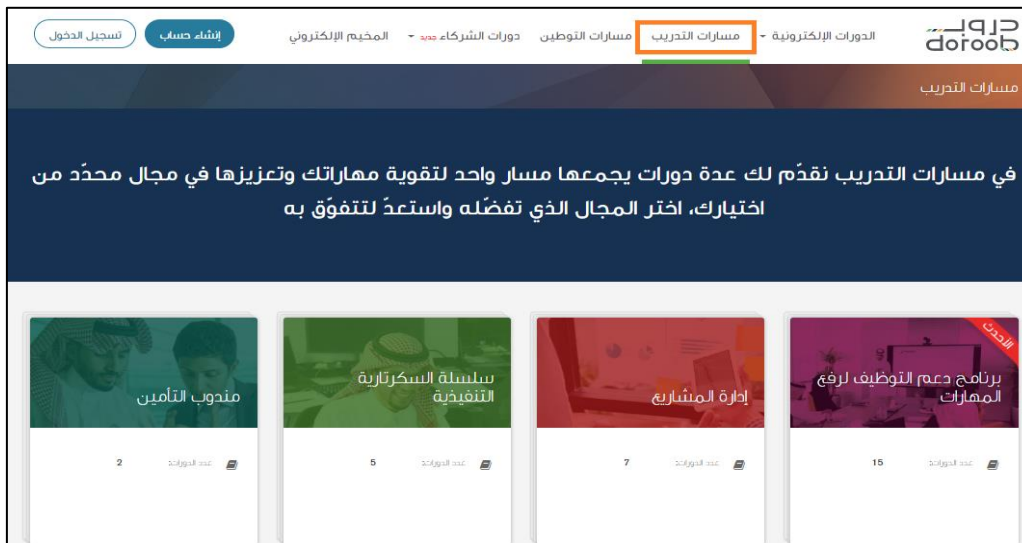 دروب
doroob
الدورات الإلكترونية
مسارات التدريب
مسارات التوطين
دورات الشركاء جديد
المخيم الإلكتروني
إنشاء حساب
تسجيل الدخول
مسارات التدريب
في مسارات التدريب نقدّم لك عدة دورات يجمعها مسار واحد لتقوية مهاراتك وتعزيزها في مجال محدّد من
اختيارك، اختر المجال الذي تفضّله واستعدّ لتتفوّق به
الأحدث
برنامج دعم التوظيف لرفع
المهارات
عدد الدورات: 15
إدارة المشاريع
عدد الدورات: 7
سلسلة السكرتارية
التنفيذية
عدد الدورات: 5
مندوب التأمين
عدد الدورات: 2